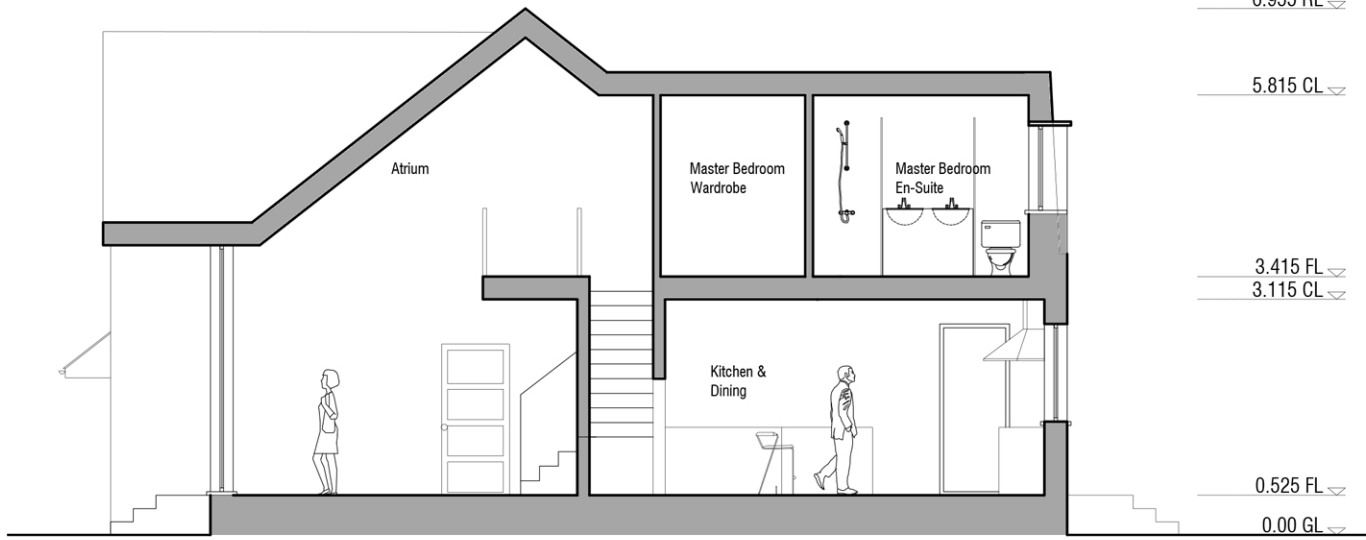 5.815 CL
Atrium
Master Bedroom
Wardrobe
Master Bedroom
En-Suite
3.415 FL
3.115 CL
Kitchen &
Dining
0.525 FL
0.00 GL